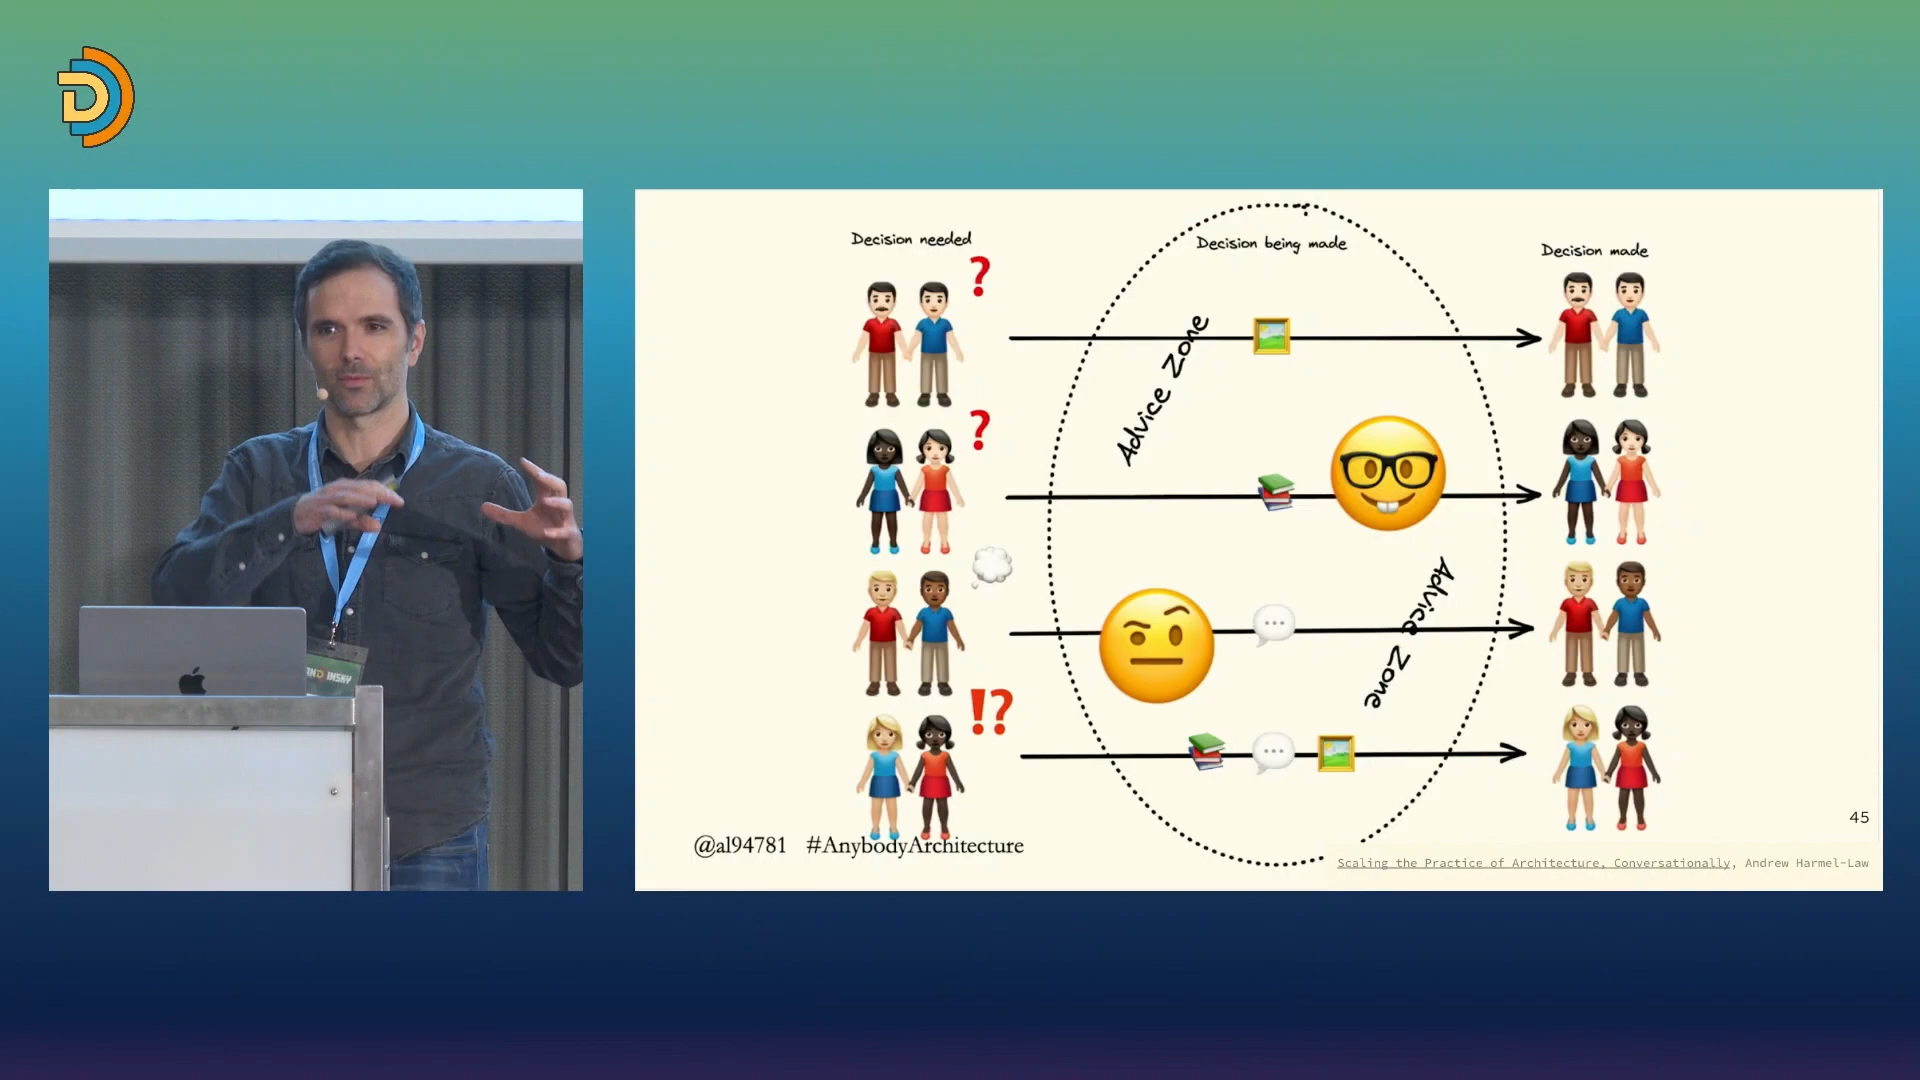 Decision needed
Decision being made
Decision made
Advice Zone
Advice Zone
45
@al94781 #AnybodyArchitecture
Scaling the Practice of Architecture, Conversationally, Andrew Harmel-Law